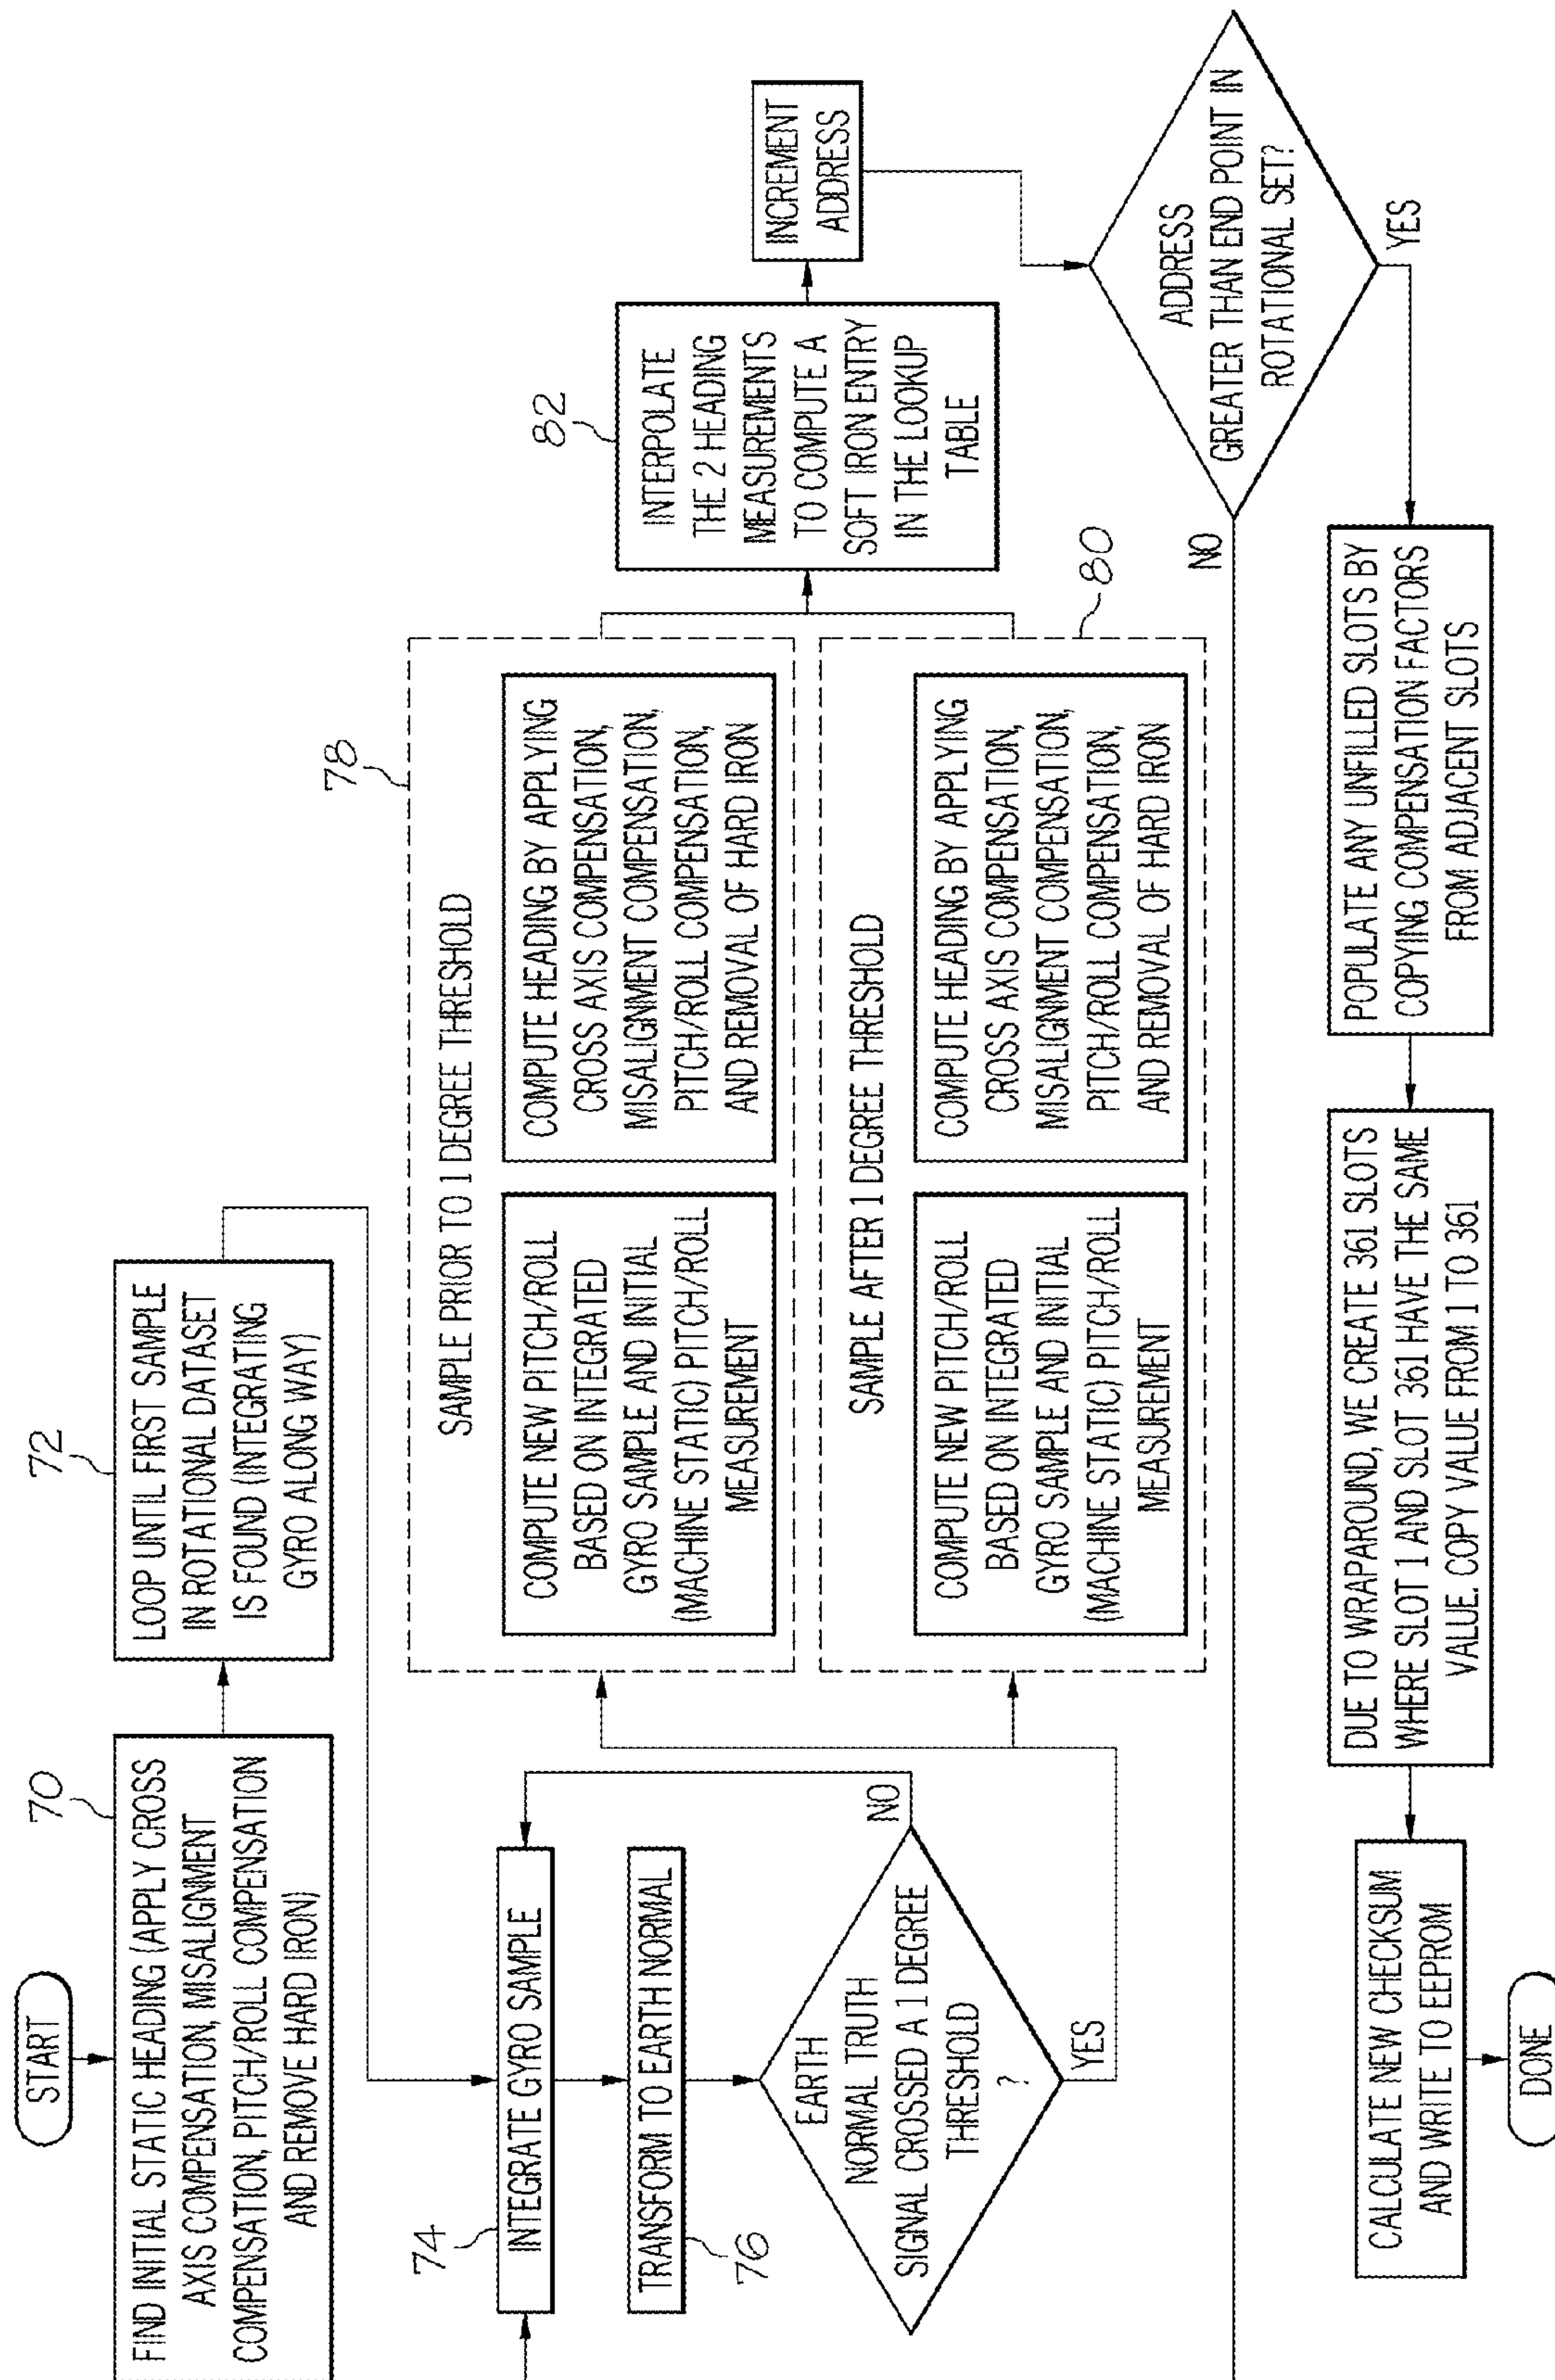 START
70
FIND INITIAL STATIC HEADING (APPLY CROSS
AXIS COMPENSATION, MISALIGNMENT
COMPENSATION, PITCH/ROLL COMPENSATION
AND REMOVE HARD IRON)
72
LOOP UNTIL FIRST SAMPLE
IN ROTATIONAL DATASET
IS FOUND (INTEGRATING
GYRO ALONG WAY)
74
INTEGRATE GYRO SAMPLE
TRANSFORM TO EARTH NORMAL
76
EARTH
NORMAL TRUTH
SIGNAL CROSSED A 1 DEGREE
THRESHOLD
?
NO
YES
78
SAMPLE PRIOR TO 1 DEGREE THRESHOLD
COMPUTE NEW PITCH/ROLL
BASED ON INTEGRATED
GYRO SAMPLE AND INITIAL
(MACHINE STATIC) PITCH/ROLL
MEASUREMENT
COMPUTE HEADING BY APPLYING
CROSS AXIS COMPENSATION,
MISALIGNMENT COMPENSATION,
PITCH/ROLL COMPENSATION,
AND REMOVAL OF HARD IRON
SAMPLE AFTER 1 DEGREE THRESHOLD
COMPUTE NEW PITCH/ROLL
BASED ON INTEGRATED
GYRO SAMPLE AND INITIAL
(MACHINE STATIC) PITCH/ROLL
MEASUREMENT
COMPUTE HEADING BY APPLYING
CROSS AXIS COMPENSATION,
MISALIGNMENT COMPENSATION,
PITCH/ROLL COMPENSATION,
AND REMOVAL OF HARD IRON
80
82
INTERPOLATE
THE 2 HEADING
MEASUREMENTS
TO COMPUTE A
SOFT IRON ENTRY
IN THE LOOKUP
TABLE
INCREMENT
ADDRESS
ADDRESS
GREATER THAN END POINT IN
ROTATIONAL SET?
NO
YES
POPULATE ANY UNFILLED SLOTS BY
COPYING COMPENSATION FACTORS
FROM ADJACENT SLOTS
DUE TO WRAPAROUND, WE CREATE 361 SLOTS
WHERE SLOT 1 AND SLOT 361 HAVE THE SAME
VALUE. COPY VALUE FROM 1 TO 361
CALCULATE NEW CHECKSUM
AND WRITE TO EEPROM
DONE